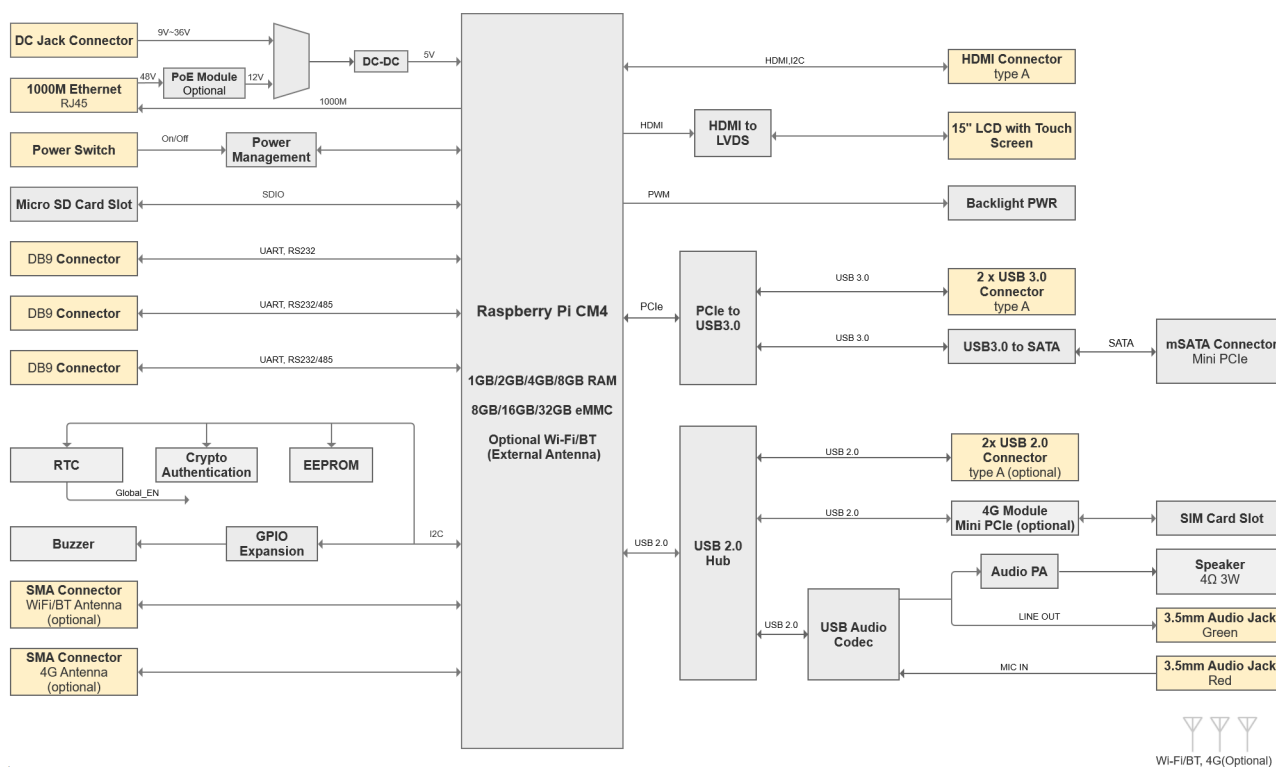 DC Jack Connector
9V~36V
DC-DC
5V
1000M Ethernet
RJ45
48V
PoE Module
Optional
12V
1000M
Power Switch
On/Off
Power
Management
Micro SD Card Slot
SDIO
DB9 Connector
UART, RS232
DB9 Connector
UART, RS232/485
DB9 Connector
UART, RS232/485
RTC
Crypto
Authentication
EEPROM
Global_EN
Buzzer
GPIO
Expansion
I2C
SMA Connector
WiFi/BT Antenna
(optional)
SMA Connector
4G Antenna
(optional)
Raspberry Pi CM4
1GB/2GB/4GB/8GB RAM
8GB/16GB/32GB eMMC
Optional Wi-Fi/BT
(External Antenna)
HDMI,I2C
HDMI Connector
type A
HDMI
HDMI to
LVDS
15" LCD with Touch
Screen
PWM
Backlight PWR
PCIe
PCIe to
USB3.0
USB 3.0
2 x USB 3.0
Connector
type A
USB 3.0
USB3.0 to SATA
SATA
mSATA Connector
Mini PCIe
USB 2.0
USB 2.0
Hub
USB 2.0
2x USB 2.0
Connector
type A (optional)
USB 2.0
4G Module
Mini PCIe (optional)
SIM Card Slot
USB 2.0
USB Audio
Codec
Audio PA
Speaker
4Ω 3W
LINE OUT
3.5mm Audio Jack
Green
MIC IN
3.5mm Audio Jack
Red
Wi-Fi/BT, 4G(Optional)